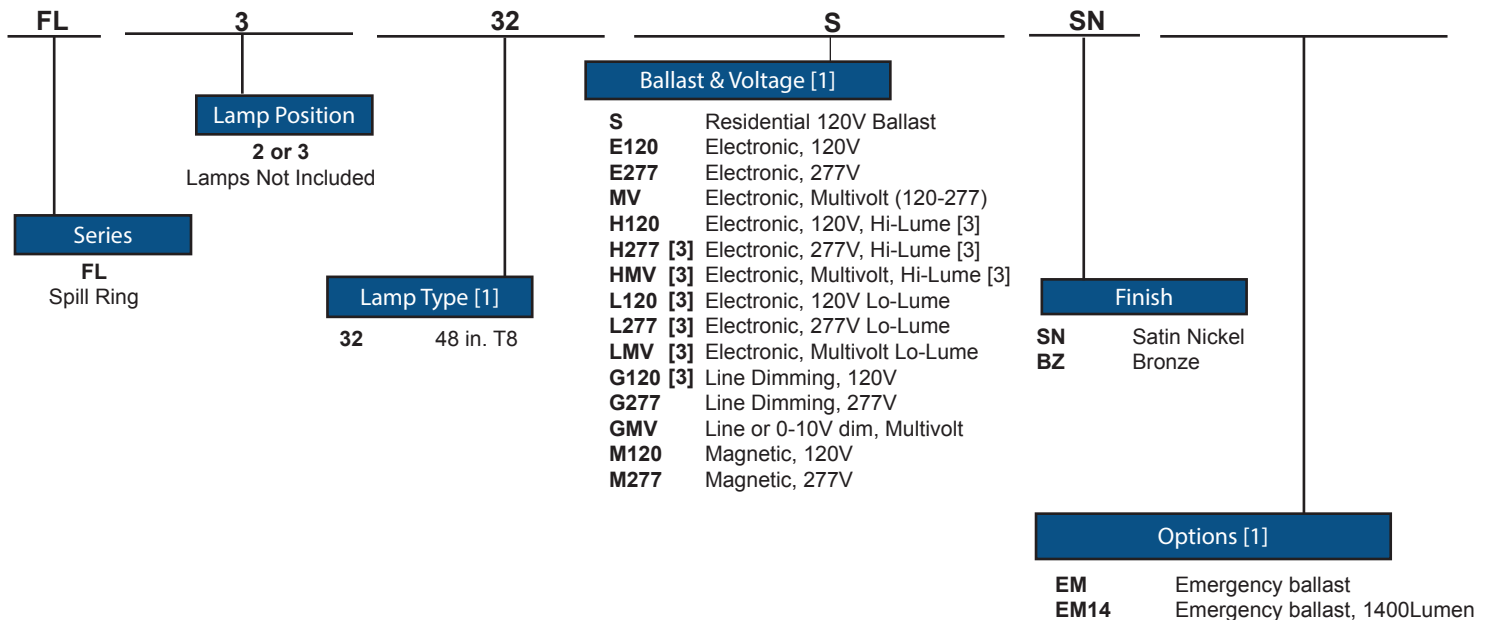 FL 3 32 S SN
Ballast & Voltage [1]
S Residential 120V Ballast
E120 Electronic, 120V
E277 Electronic, 277V
MV Electronic, Multivolt (120-277)
H120 Electronic, 120V, Hi-Lume [3]
H277 [3] Electronic, 277V, Hi-Lume [3]
HMV [3] Electronic, Multivolt, Hi-Lume [3]
L120 [3] Electronic, 120V Lo-Lume
L277 [3] Electronic, 277V Lo-Lume
LMV [3] Electronic, Multivolt Lo-Lume
G120 [3] Line Dimming, 120V
G277 Line Dimming, 277V
GMV Line or 0-10V dim, Multivolt
M120 Magnetic, 120V
M277 Magnetic, 277V
Lamp Position
2 or 3
Lamps Not Included
Series
FL
Spill Ring
Lamp Type [1]
32 48 in. T8
Finish
SN Satin Nickel
BZ Bronze
Options [1]
EM Emergency ballast
EM14 Emergency ballast, 1400Lumen